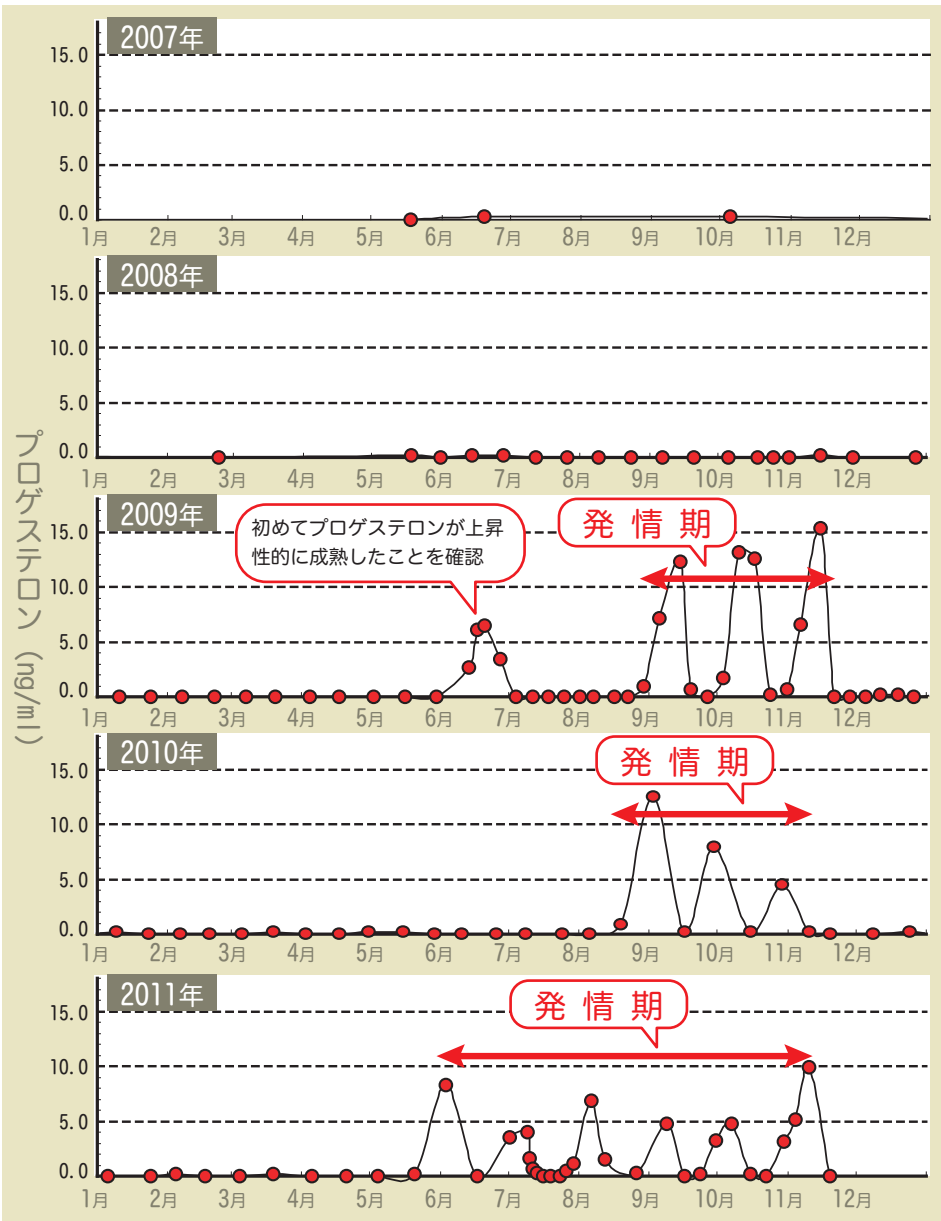 プロゲステロン (ng/ml)
2007年
15.0
10.0
5.0
0.0
1月 2月 3月 4月 5月 6月 7月 8月 9月 10月 11月 12月
2008年
15.0
10.0
5.0
0.0
1月 2月 3月 4月 5月 6月 7月 8月 9月 10月 11月 12月
2009年
初めてプロゲステロンが上昇
性的に成熟したことを確認
発情期
15.0
10.0
5.0
0.0
1月 2月 3月 4月 5月 6月 7月 8月 9月 10月 11月 12月
2010年
発情期
15.0
10.0
5.0
0.0
1月 2月 3月 4月 5月 6月 7月 8月 9月 10月 11月 12月
2011年
発情期
15.0
10.0
5.0
0.0
1月 2月 3月 4月 5月 6月 7月 8月 9月 10月 11月 12月